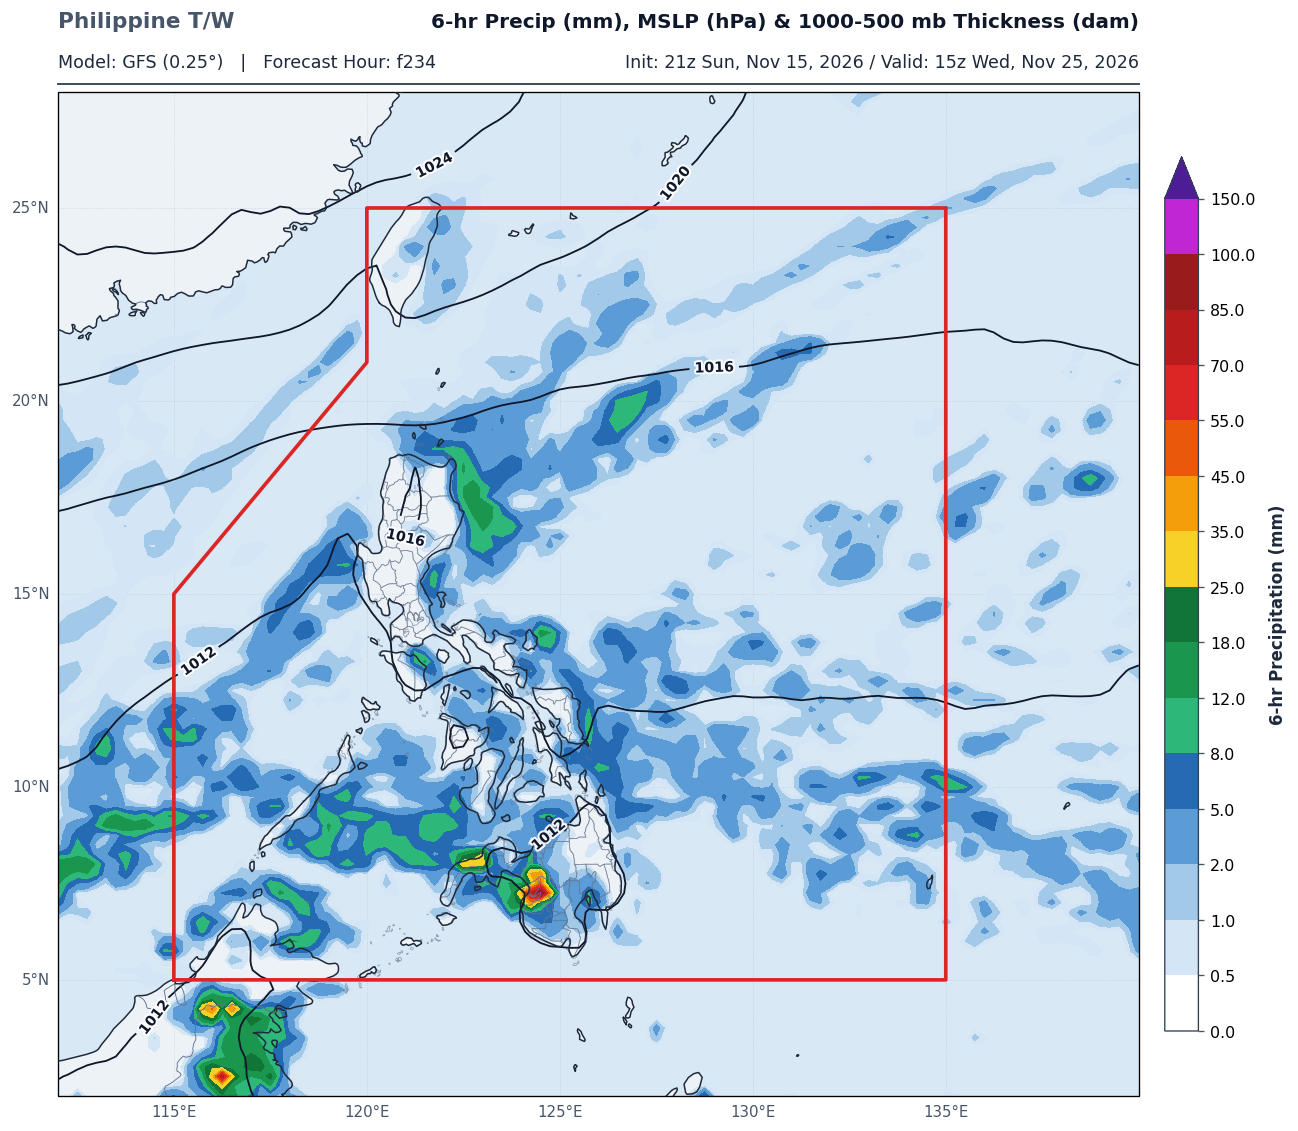 Philippine T/W
6-hr Precip (mm), MSLP (hPa) & 1000-500 mb Thickness (dam)
Model: GFS (0.25°) | Forecast Hour: f234
Init: 21z Sun, Nov 15, 2026 / Valid: 15z Wed, Nov 25, 2026
1024
1020
1016
1016
1012
1012
1012
25°N
20°N
15°N
10°N
5°N
115°E
120°E
125°E
130°E
135°E
150.0
100.0
85.0
70.0
55.0
45.0
35.0
25.0
18.0
12.0
8.0
5.0
2.0
1.0
0.5
0.0
6-hr Precipitation (mm)